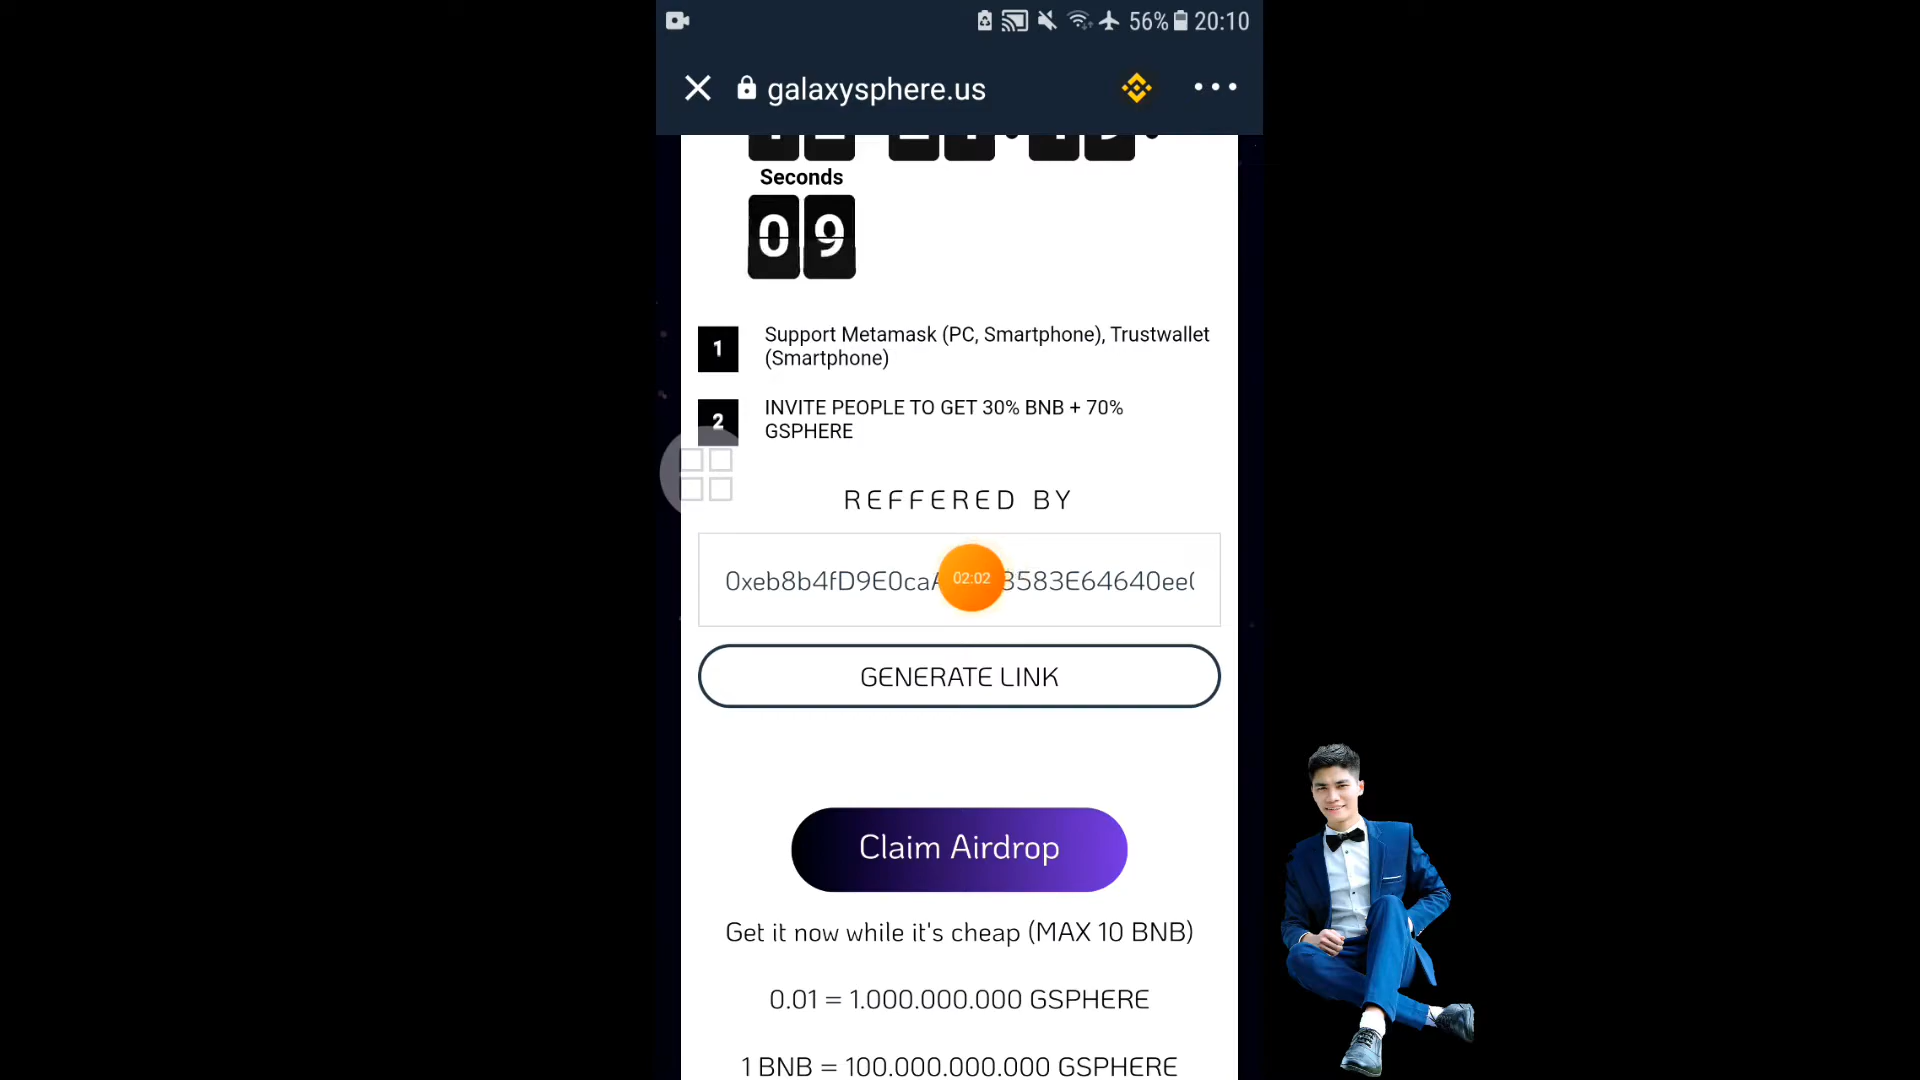 56% 20:10
galaxysphere.us
Seconds
09
1 Support Metamask (PC, Smartphone), Trustwallet
(Smartphone)
2 INVITE PEOPLE TO GET 30% BNB + 70%
GSPHERE
REFFERED BY
02:02
GENERATE LINK
Claim Airdrop
Get it now while it's cheap (MAX 10 BNB)
0.01 = 1.000.000.000 GSPHERE
1 BNB = 100.000.000.000 GSPHERE